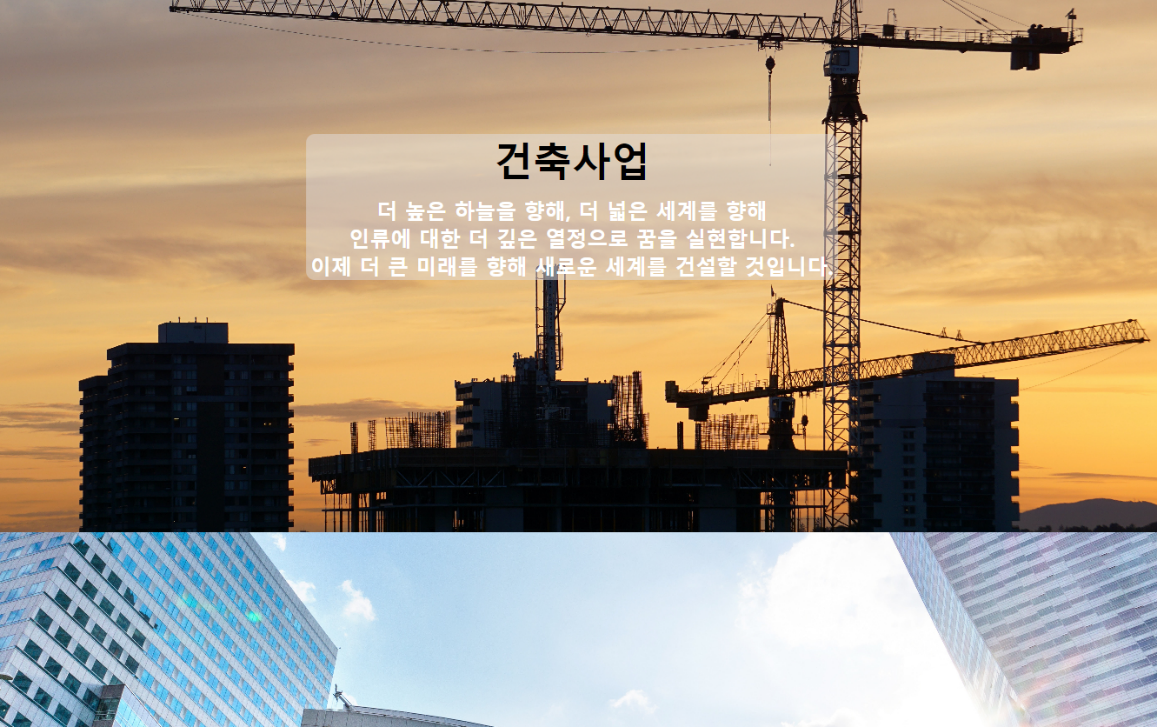 건축사업
더 높은 하늘을 향해, 더 넓은 세계를 향해
인류에 대한 더 깊은 열정으로 꿈을 실현합니다.
이제 더 큰 미래를 향해 새로운 세계를 건설할 것입니다.